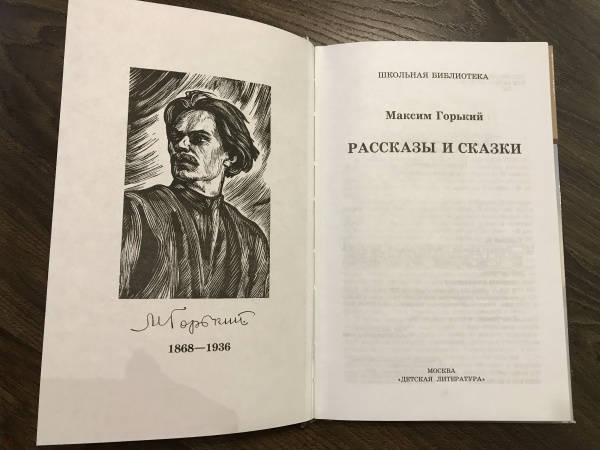 М Горький
1868—1936
ШКОЛЬНАЯ БИБЛИОТЕКА
Максим Горький
РАССКАЗЫ И СКАЗКИ
МОСКВА
«ДЕТСКАЯ ЛИТЕРАТУРА»